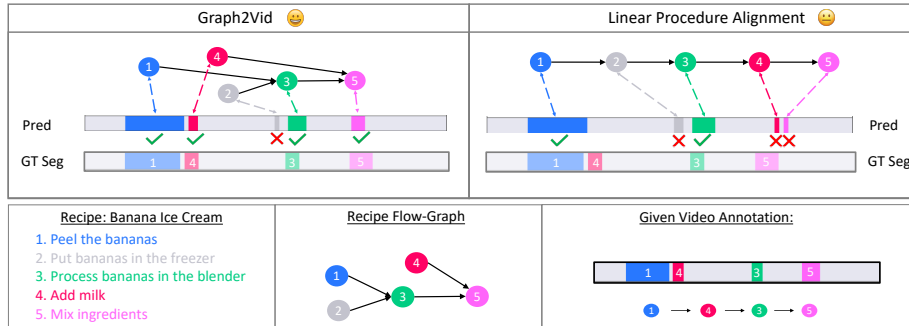 Graph2Vid
4
1
3
5
2
Pred
GT Seg
1
4
3
5
Linear Procedure Alignment
1
2
3
4
5
Pred
GT Seg
1
4
3
5
Recipe: Banana Ice Cream
1. Peel the bananas
2. Put bananas in the freezer
3. Process bananas in the blender
4. Add milk
5. Mix ingredients
Recipe Flow-Graph
4
1
3
5
2
Given Video Annotation:
1
4
3
5
1
4
3
5